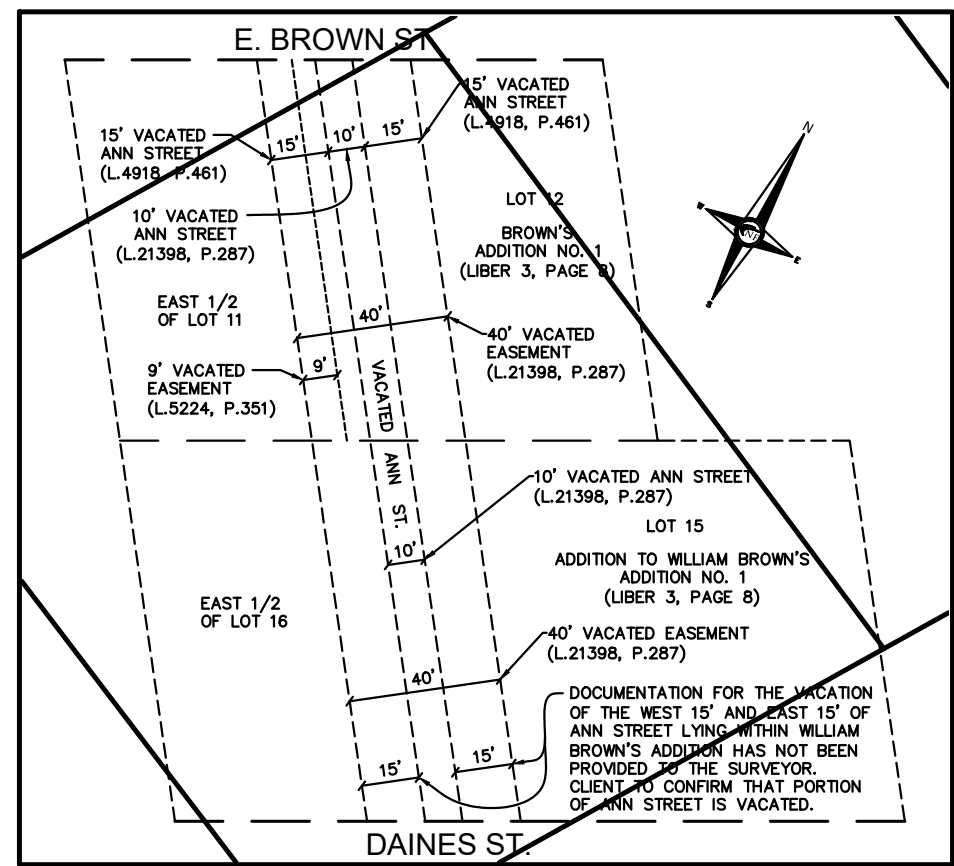 E. BROWN ST.
15' VACATED
ANN STREET
(L.4918, P.461)
15'
10'
15'
15' VACATED
ANN STREET
(L.4918, P.461)
N
W
E
S
10' VACATED
ANN STREET
(L.21398, P.287)
LOT 12
BROWN'S
ADDITION NO. 1
(LIBER 3, PAGE 8)
EAST 1/2
OF LOT 11
40'
40' VACATED
EASEMENT
(L.21398, P.287)
9' VACATED
EASEMENT
(L.5224, P.351)
9'
VACATED ANN ST.
10' VACATED ANN STREET
(L.21398, P.287)
LOT 15
10'
ADDITION TO WILLIAM BROWN'S
ADDITION NO. 1
(LIBER 3, PAGE 8)
EAST 1/2
OF LOT 16
40' VACATED EASEMENT
(L.21398, P.287)
40'
DOCUMENTATION FOR THE VACATION
OF THE WEST 15' AND EAST 15' OF
ANN STREET LYING WITHIN WILLIAM
BROWN'S ADDITION HAS NOT BEEN
PROVIDED TO THE SURVEYOR.
CLIENT TO CONFIRM THAT PORTION
OF ANN STREET IS VACATED.
15'
15'
DAINES ST.